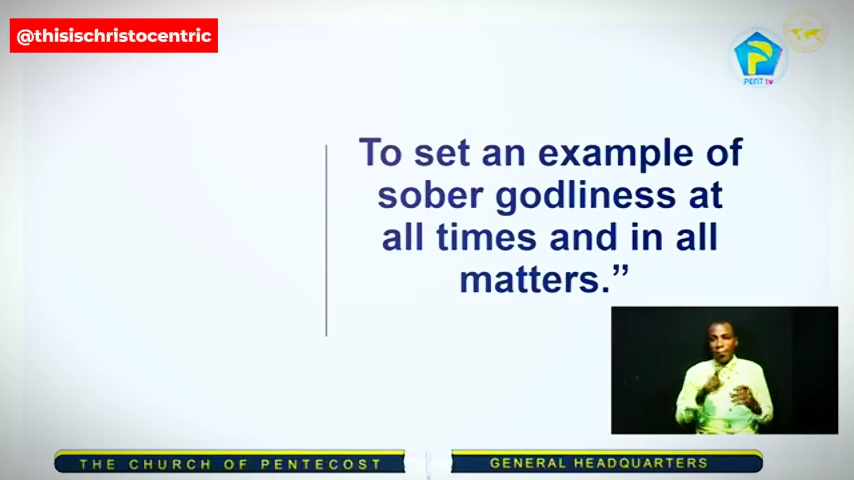 @thisischristocentric
PENT tv
To set an example of
sober godliness at
all times and in all
matters.”
THE CHURCH OF PENTECOST
GENERAL HEADQUARTERS